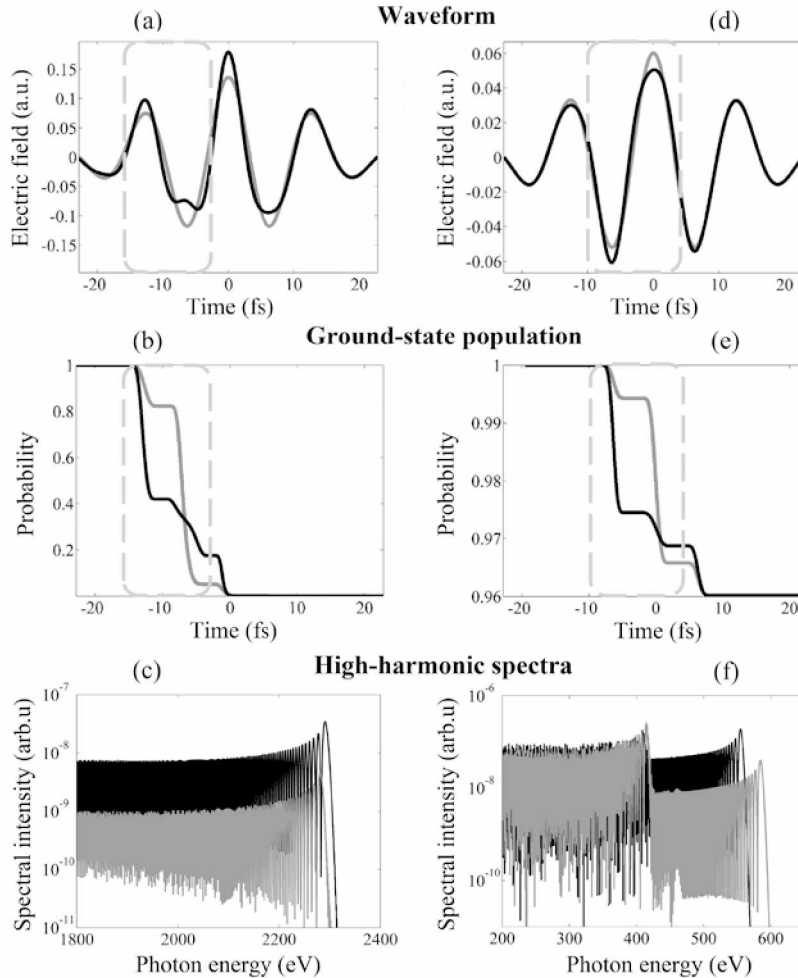 Waveform
(a)
(d)
Electric field (a.u.)
0.15
0.1
0.05
0
-0.05
-0.1
-0.15
-20 -10 0 10 20
Time (fs)
Electric field (a.u.)
0.06
0.04
0.02
0
-0.02
-0.04
-0.06
-20 -10 0 10 20
Time (fs)
Ground-state population
(b)
(e)
Probability
1
0.8
0.6
0.4
0.2
-20 -10 0 10 20
Time (fs)
Probability
1
0.99
0.98
0.97
0.96
-20 -10 0 10 20
Time (fs)
High-harmonic spectra
(c)
(f)
Spectral intensity (arb.u)
10-7
10-8
10-9
10-10
10-11
1800 2000 2200 2400
Photon energy (eV)
Spectral intensity (arb.u)
10-6
10-8
10-10
200 300 400 500 600
Photon energy (eV)